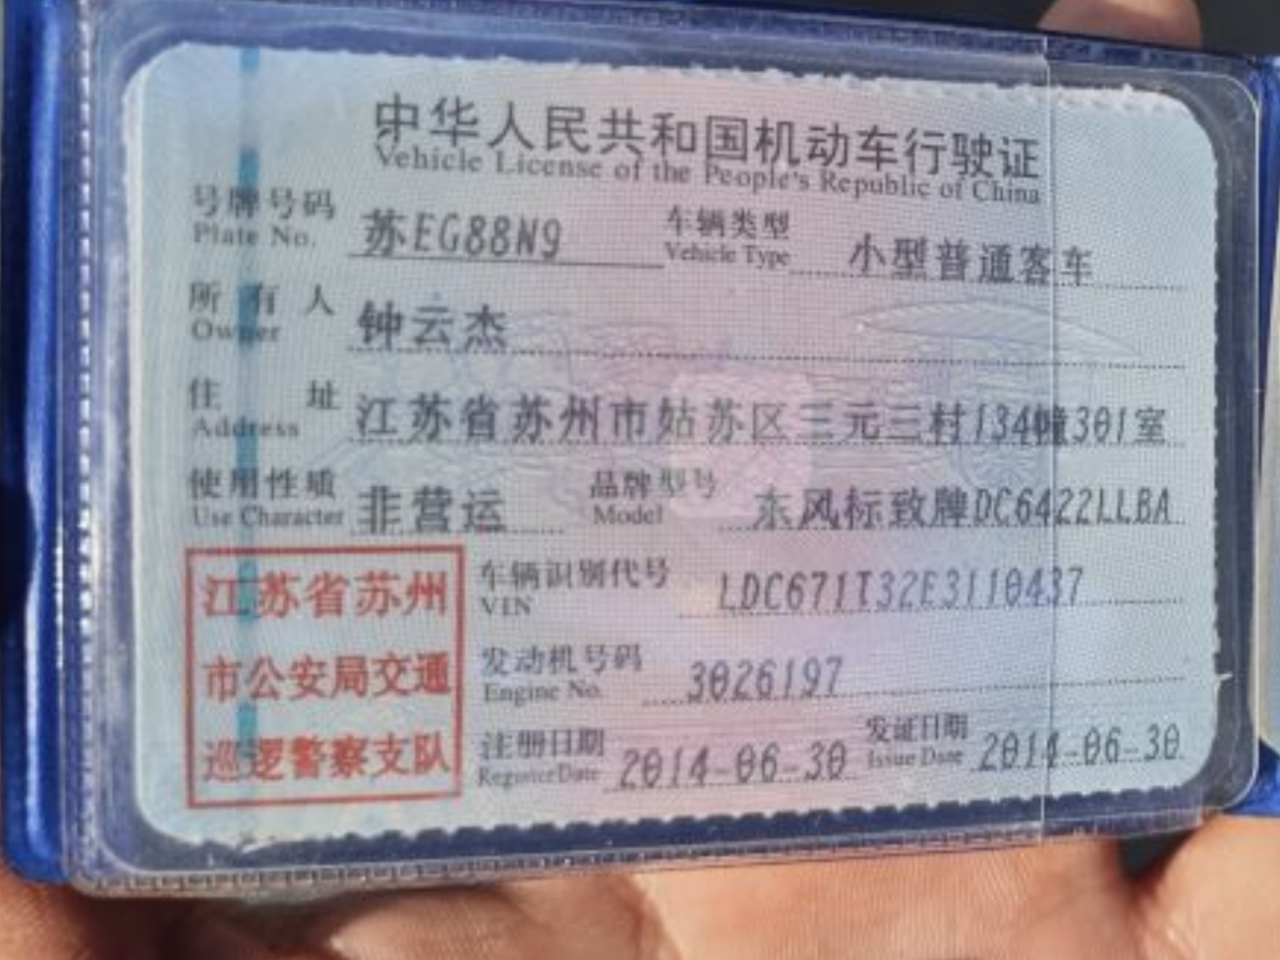 中华人民共和国机动车行驶证
Vehicle License of the People's Republic of China
号牌号码 苏EG88N9 车辆类型 小型普通客车
Plate No. Vehicle Type
所有人 钟云杰
Owner
住址 江苏省苏州市姑苏区三元三村134幢301室
Address
使用性质 非营运 品牌型号 东风标致牌DC6422LLBA
Use Character Model
江苏省苏州
市公安局交通
巡逻警察支队
车辆识别代号 LDC671T32E3110437
VIN
发动机号码 3026197
Engine No.
注册日期 2014-06-30 发证日期 2014-06-30
Register Date Issue Date